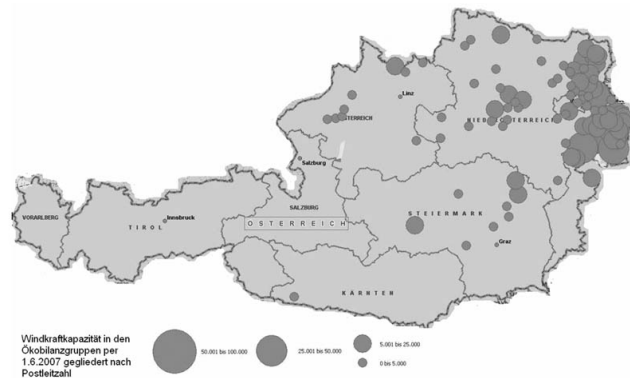 Linz
NIEDERÖSTERREICH
Salzburg
SALZBURG
VORARLBERG
Innsbruck
TIROL
ÖSTERREICH
STEIERMARK
Graz
KÄRNTEN
Windkraftkapazität in den
Ökobilanzgruppen per
1.6.2007 gegliedert nach
Postleitzahl
50.001 bis 100.000
25.001 bis 50.000
5.001 bis 25.000
0 bis 5.000